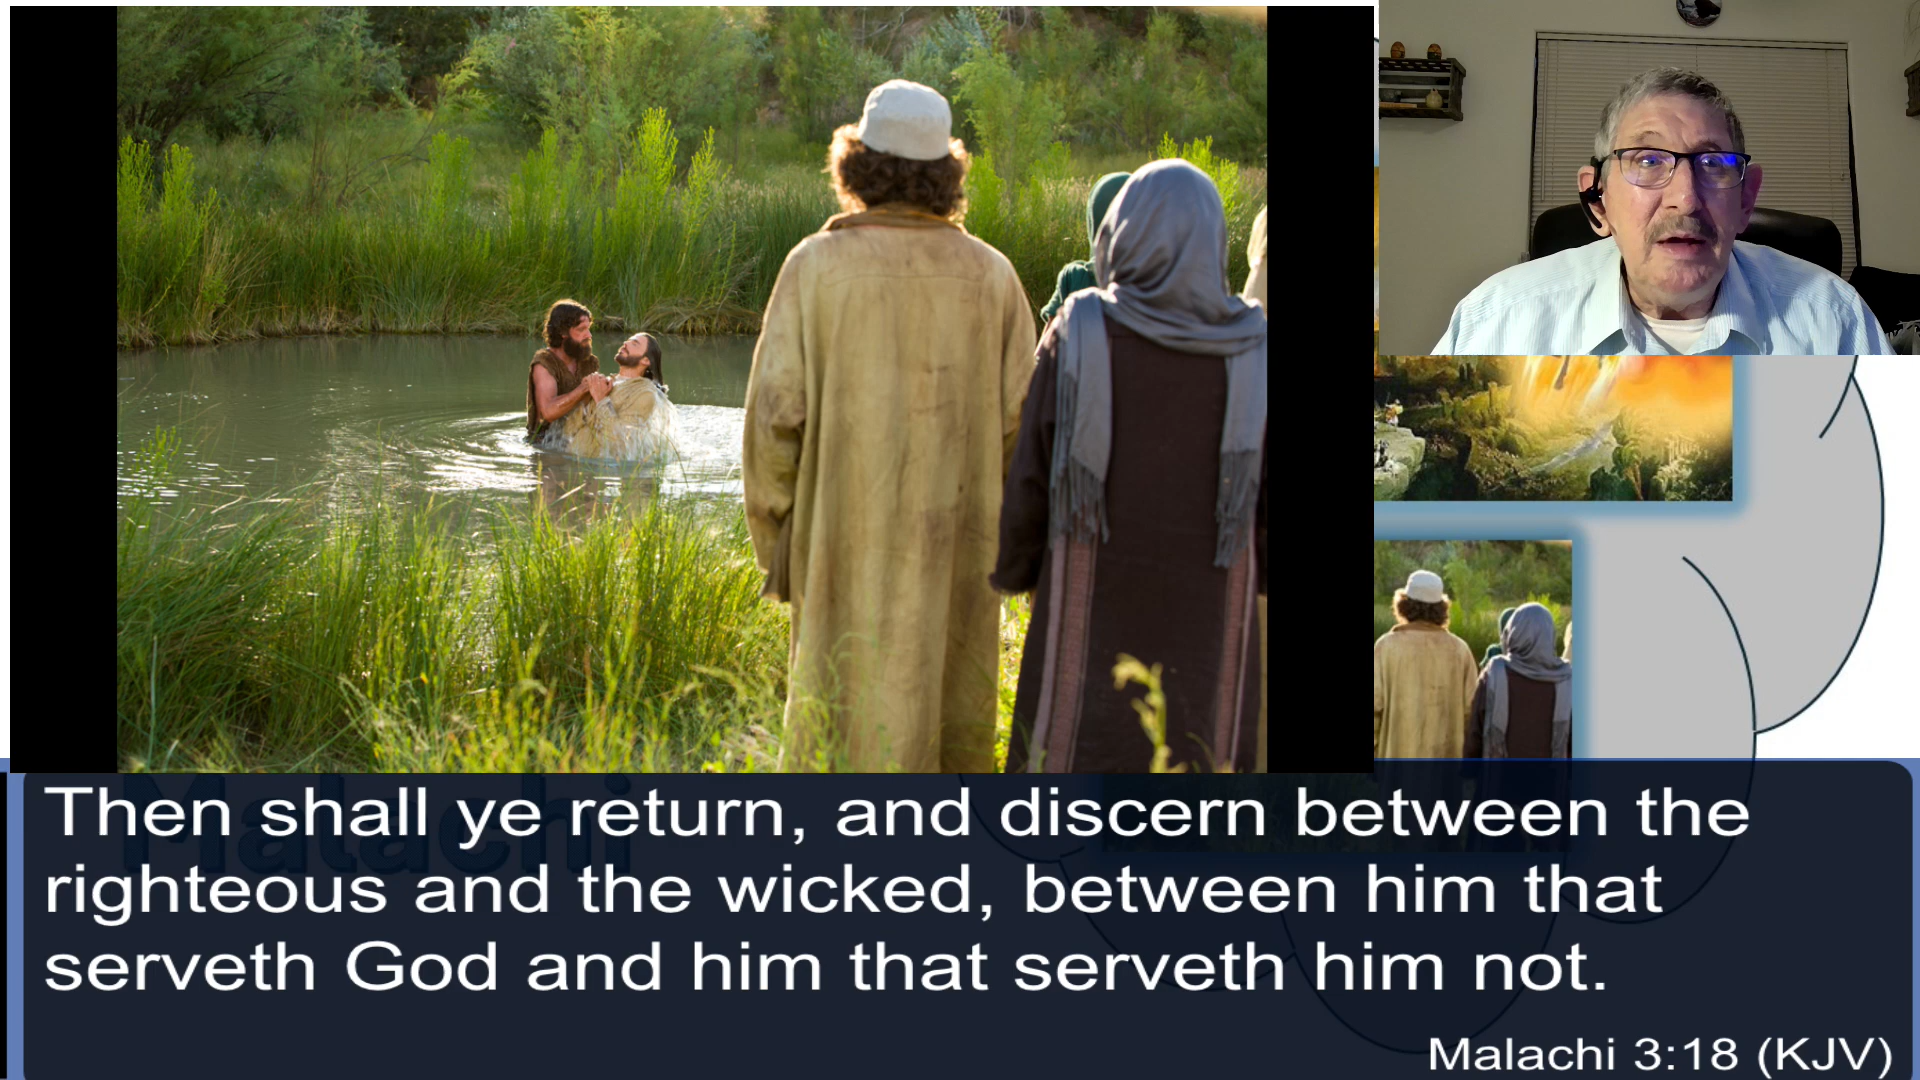 Malachi
Then shall ye return, and discern between the
righteous and the wicked, between him that
serveth God and him that serveth him not.
Malachi 3:18 (KJV)